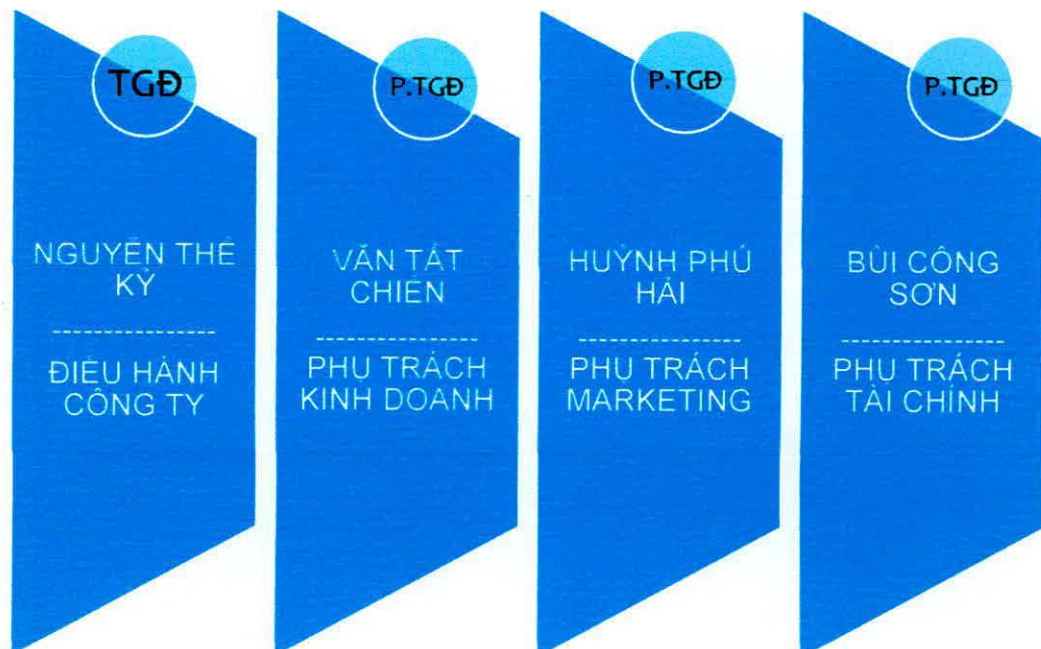 TGĐ
NGUYỄN THẾ
KỶ
ĐIỀU HÀNH
CÔNG TY
P.TGĐ
VĂN TẤT
CHIẾN
PHỤ TRÁCH
KINH DOANH
P.TGĐ
HUỲNH PHÚ
HẢI
PHỤ TRÁCH
MARKETING
P.TGĐ
BÙI CÔNG
SƠN
PHỤ TRÁCH
TÀI CHÍNH